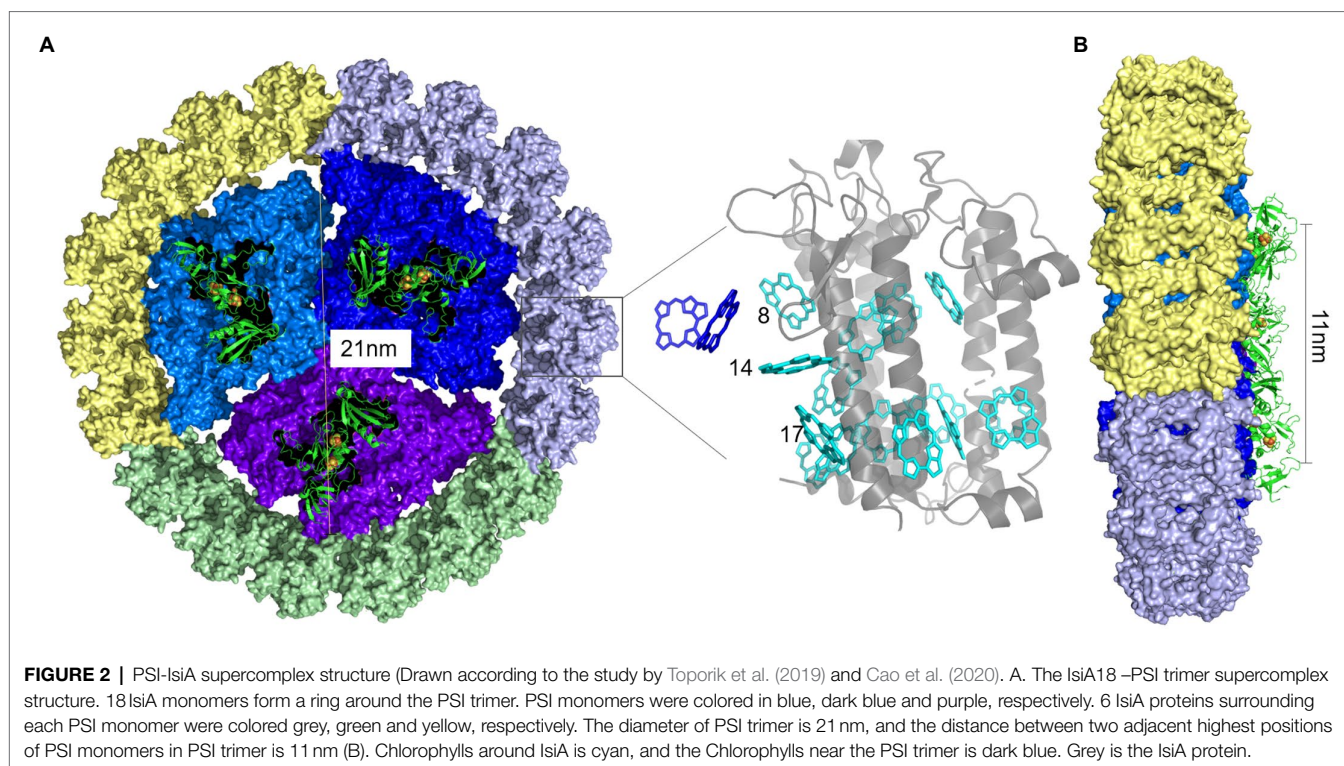 A
B
21nm
8
14
17
11nm
FIGURE 2 | PSI-IsiA supercomplex structure (Drawn according to the study by Toporik et al. (2019) and Cao et al. (2020). A. The IsiA18 –PSI trimer supercomplex
structure. 18 IsiA monomers form a ring around the PSI trimer. PSI monomers were colored in blue, dark blue and purple, respectively. 6 IsiA proteins surrounding
each PSI monomer were colored grey, green and yellow, respectively. The diameter of PSI trimer is 21 nm, and the distance between two adjacent highest positions
of PSI monomers in PSI trimer is 11 nm (B). Chlorophylls around IsiA is cyan, and the Chlorophylls near the PSI trimer is dark blue. Grey is the IsiA protein.